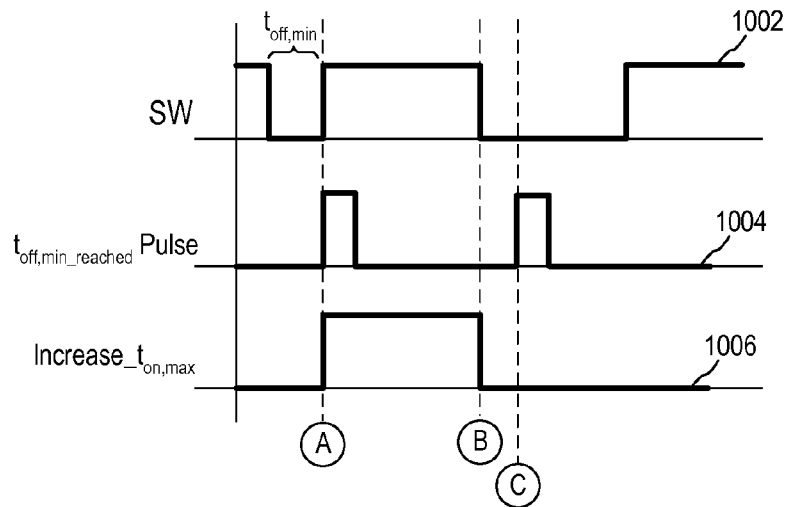 t_off,min
1002
SW
t_off,min_reached Pulse
1004
Increase_t_on,max
1006
A
B
C